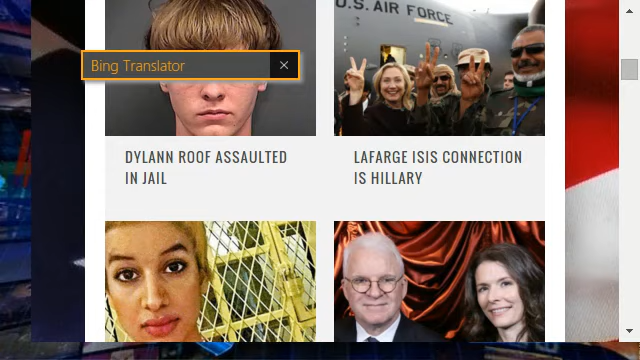 U.S. AIR FORCE
Bing Translator
DYLANN ROOF ASSAULTED
IN JAIL
LAFARGE ISIS CONNECTION
IS HILLARY